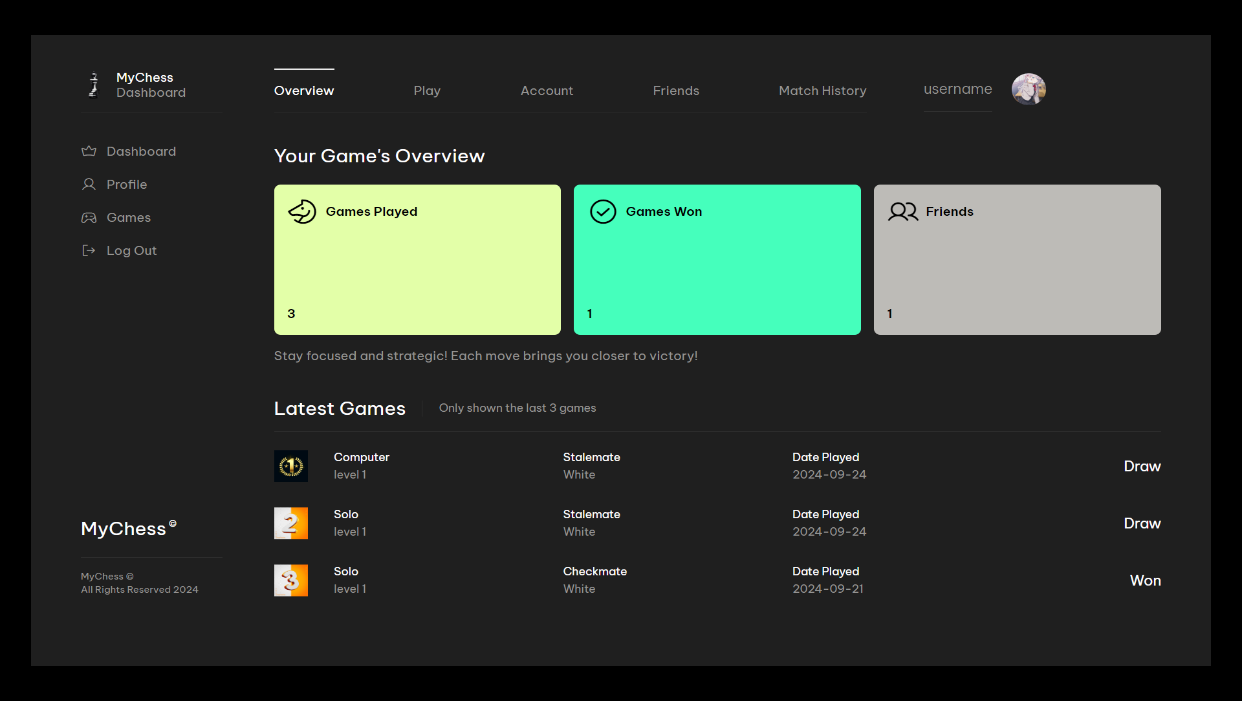 MyChess
Dashboard
Overview Play Account Friends Match History username
Dashboard
Profile
Games
Log Out
Your Game's Overview
Games Played
3
Games Won
1
Friends
1
Stay focused and strategic! Each move brings you closer to victory!
Latest Games Only shown the last 3 games
1
Computer Stalemate Date Played
level 1 White 2024-09-24
Draw
2
Solo Stalemate Date Played
level 1 White 2024-09-24
Draw
3
Solo Checkmate Date Played
level 1 White 2024-09-21
Won
MyChess©
MyChess ©
All Rights Reserved 2024